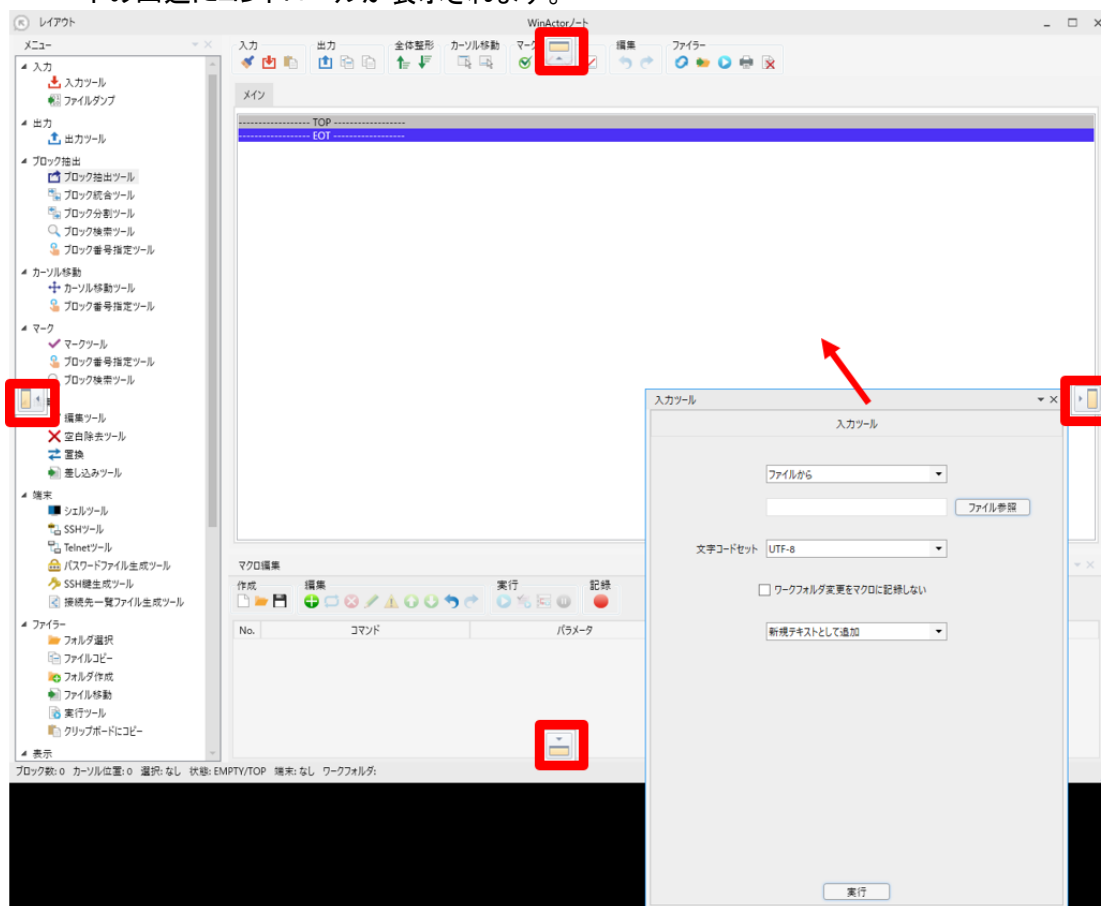 レイアウト
WinActorノート
メニュー
入力
入力ツール
ファイルダンプ
出力
出力ツール
ブロック抽出
ブロック抽出ツール
ブロック統合ツール
ブロック分割ツール
ブロック検索ツール
ブロック番号指定ツール
カーソル移動
カーソル移動ツール
ブロック番号指定ツール
マーク
マークツール
ブロック番号指定ツール
ブロック検索ツール
編集ツール
空白除去ツール
置換
差し込みツール
端末
シェルツール
SSHツール
Telnetツール
パスワードファイル生成ツール
SSH鍵生成ツール
接続先一覧ファイル生成ツール
ファイラー
フォルダ選択
ファイルコピー
フォルダ作成
ファイル移動
実行ツール
クリップボードにコピー
表示
入力 出力 全体整形 カーソル移動 マーク 編集 ファイラー
メイン
------------------ TOP ------------------
------------------ EOT ------------------
マクロ編集
作成 編集 実行 記録
No. コマンド パラメータ
入力ツール
入力ツール
ファイルから
ファイル参照
文字コードセット UTF-8
ワークフォルダ変更をマクロに記録しない
新規テキストとして追加
実行
ブロック数: 0 カーソル位置: 0 選択: なし 状態: EMPTY/TOP 端末: なし ワークフォルダ: